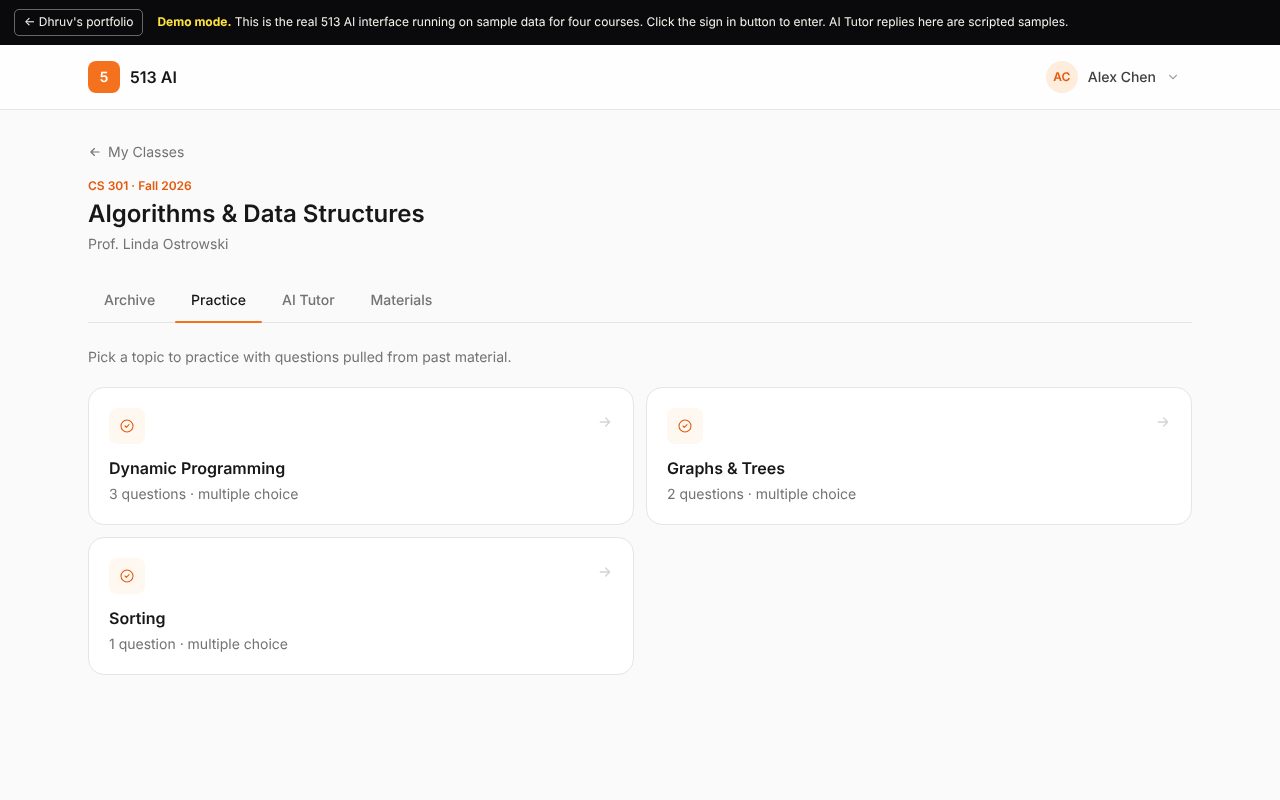 ← Dhruv's portfolio
Demo mode. This is the real 513 AI interface running on sample data for four courses. Click the sign in button to enter. AI Tutor replies here are scripted samples.
5
513 AI
AC
Alex Chen
← My Classes
CS 301 · Fall 2026
Algorithms & Data Structures
Prof. Linda Ostrowski
Archive
Practice
AI Tutor
Materials
Pick a topic to practice with questions pulled from past material.
Dynamic Programming
3 questions · multiple choice
Graphs & Trees
2 questions · multiple choice
Sorting
1 question · multiple choice